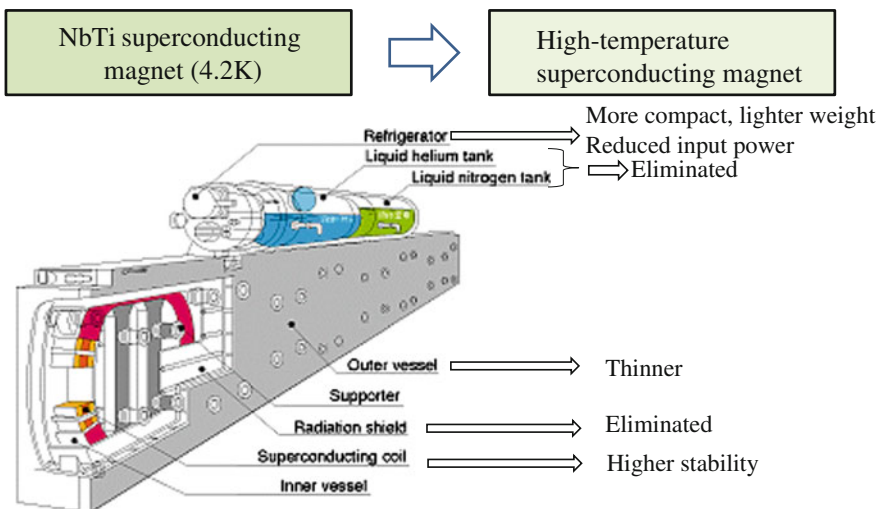 NbTi superconducting
magnet (4.2K)
High-temperature
superconducting magnet
Refrigerator
More compact, lighter weight
Reduced input power
Liquid helium tank
Liquid nitrogen tank
Eliminated
Outer vessel
Thinner
Supporter
Radiation shield
Eliminated
Superconducting coil
Higher stability
Inner vessel